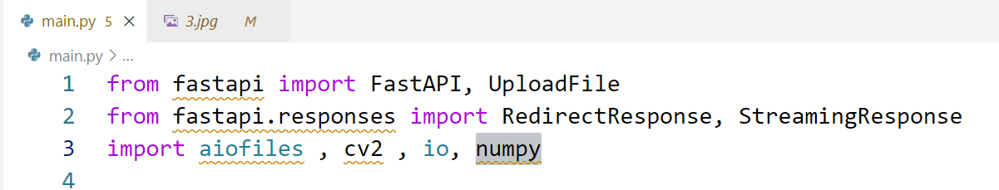 main.py 5 × 3.jpg M
main.py > ...
1 from fastapi import FastAPI, UploadFile
2 from fastapi.responses import RedirectResponse, StreamingResponse
3 import aiofiles , cv2 , io, numpy
4